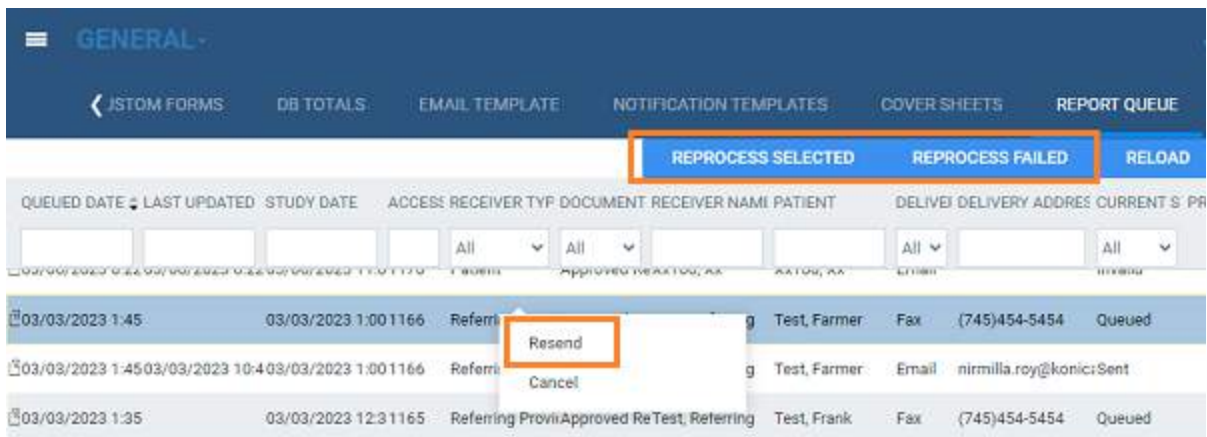 GENERAL
JSTOM FORMS DB TOTALS EMAIL TEMPLATE NOTIFICATION TEMPLATES COVER SHEETS REPORT QUEUE
REPROCESS SELECTED REPROCESS FAILED RELOAD
QUEUED DATE LAST UPDATED STUDY DATE ACCESS RECEIVER TYP DOCUMENT RECEIVER NAME PATIENT DELIVE DELIVERY ADDRES CURRENT S PR
All All All All
03/03/2023 1:45 03/03/2023 1:00 1166 Referri g Test, Farmer Fax (745)454-5454 Queued
Resend
03/03/2023 1:45 03/03/2023 10:4 03/03/2023 1:00 1166 Referri g Test, Farmer Email nirmilla.roy@konic Sent
Cancel
03/03/2023 1:35 03/03/2023 12:3 1165 Referring Provi Approved Re Test, Referring Test, Frank Fax (745)454-5454 Queued